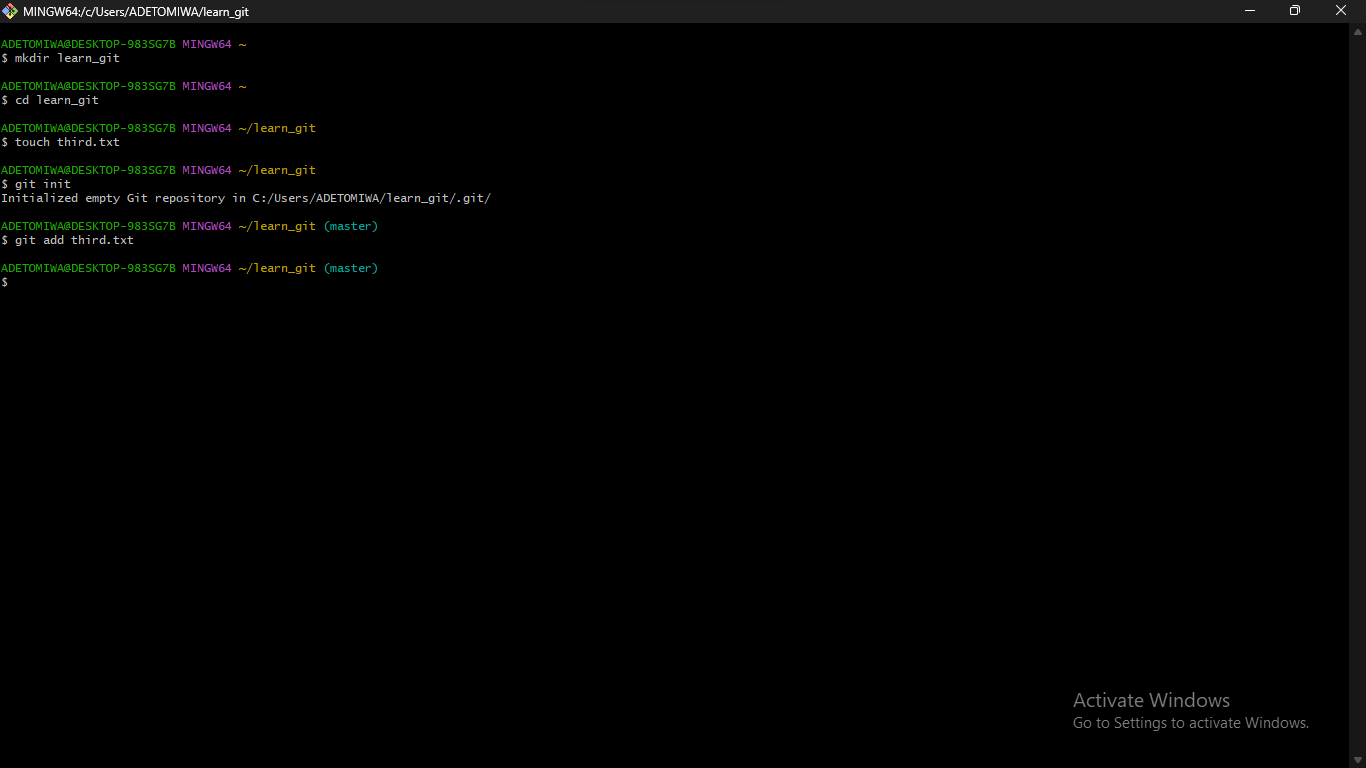 MINGW64:/c/Users/ADETOMIWA/learn_git
ADETOMIWA@DESKTOP-983SG7B MINGW64 ~
$ mkdir learn_git
ADETOMIWA@DESKTOP-983SG7B MINGW64 ~
$ cd learn_git
ADETOMIWA@DESKTOP-983SG7B MINGW64 ~/learn_git
$ touch third.txt
ADETOMIWA@DESKTOP-983SG7B MINGW64 ~/learn_git
$ git init
Initialized empty Git repository in C:/Users/ADETOMIWA/learn_git/.git/
ADETOMIWA@DESKTOP-983SG7B MINGW64 ~/learn_git (master)
$ git add third.txt
ADETOMIWA@DESKTOP-983SG7B MINGW64 ~/learn_git (master)
$
Activate Windows
Go to Settings to activate Windows.